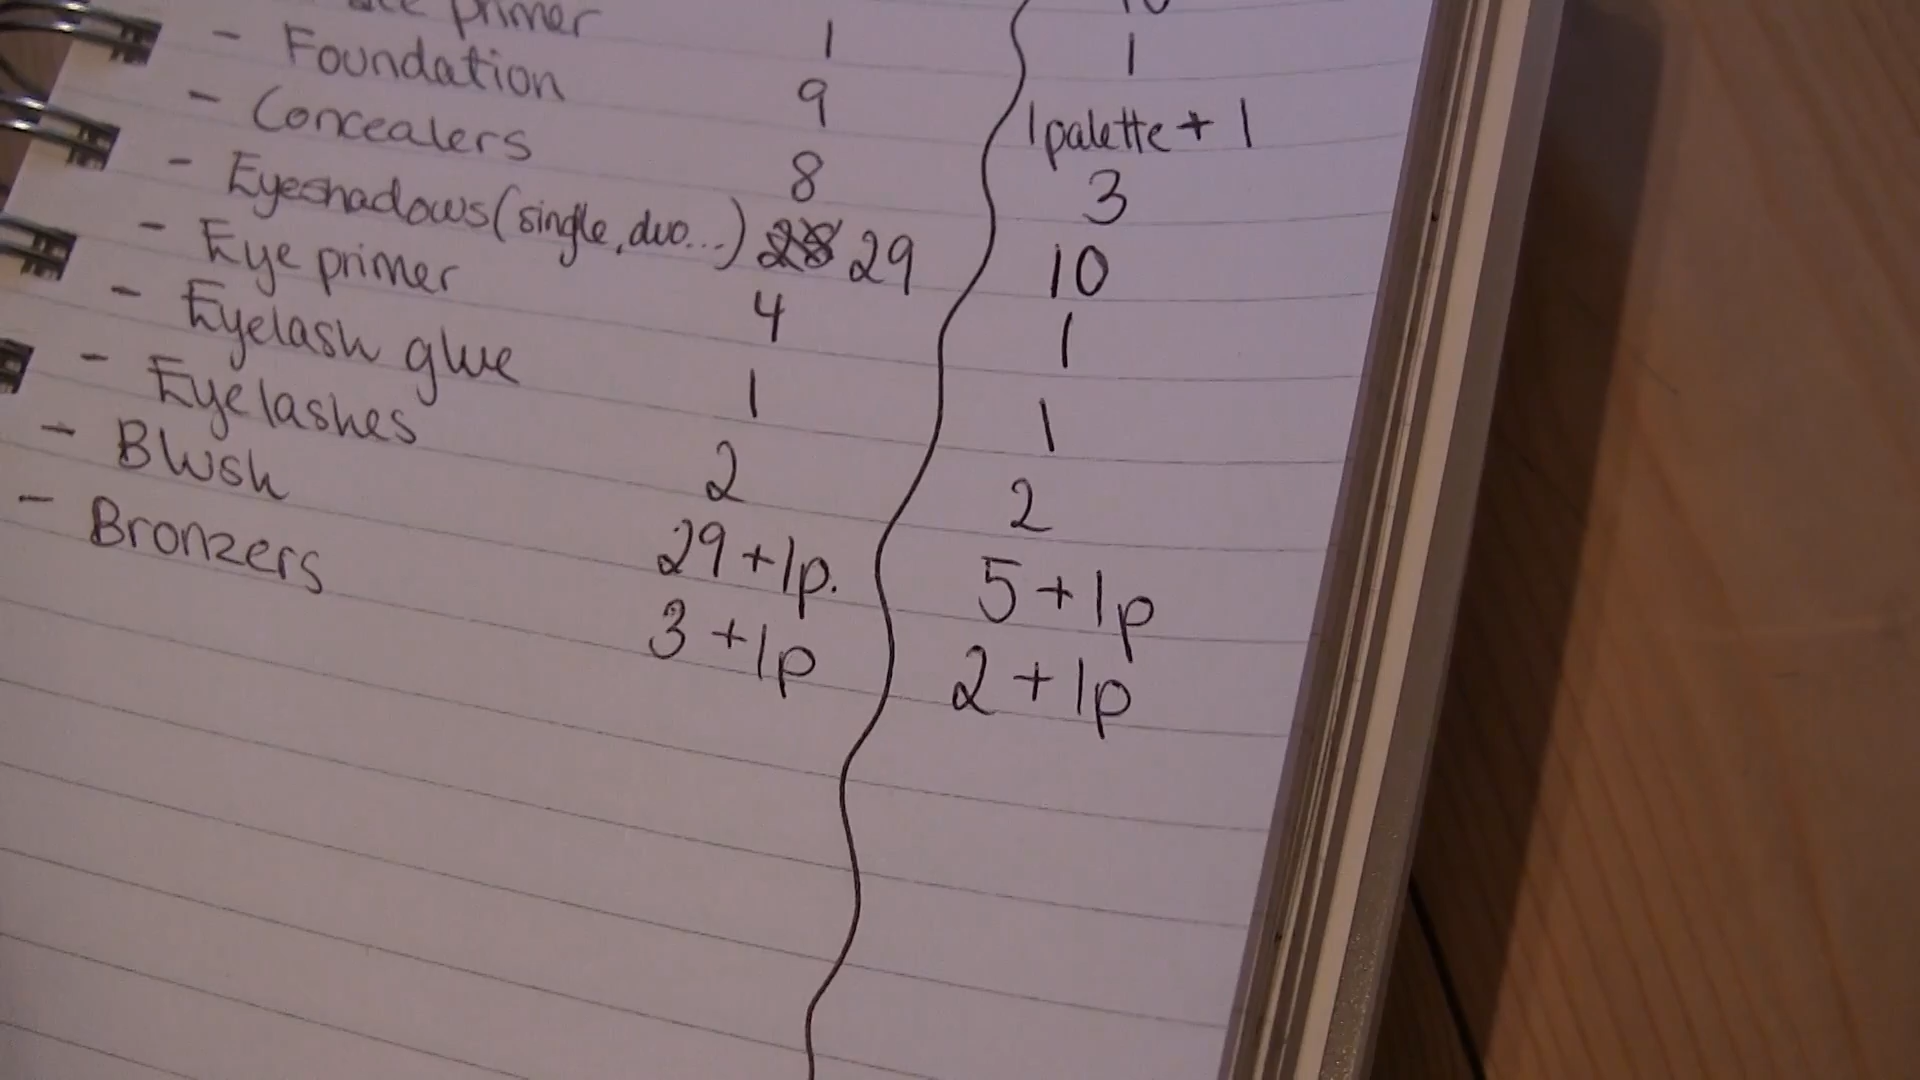 primer 1 1
- Foundation 9 1palette + 1
- Concealers 8 3
- Eyeshadows (single, duo...) 28 29 10
- Eye primer 4 1
- Eyelash glue 1 1
- Eyelashes 2 2
- Blush 29 + 1p. 5 + 1p
- Bronzers 3 + 1p 2 + 1p